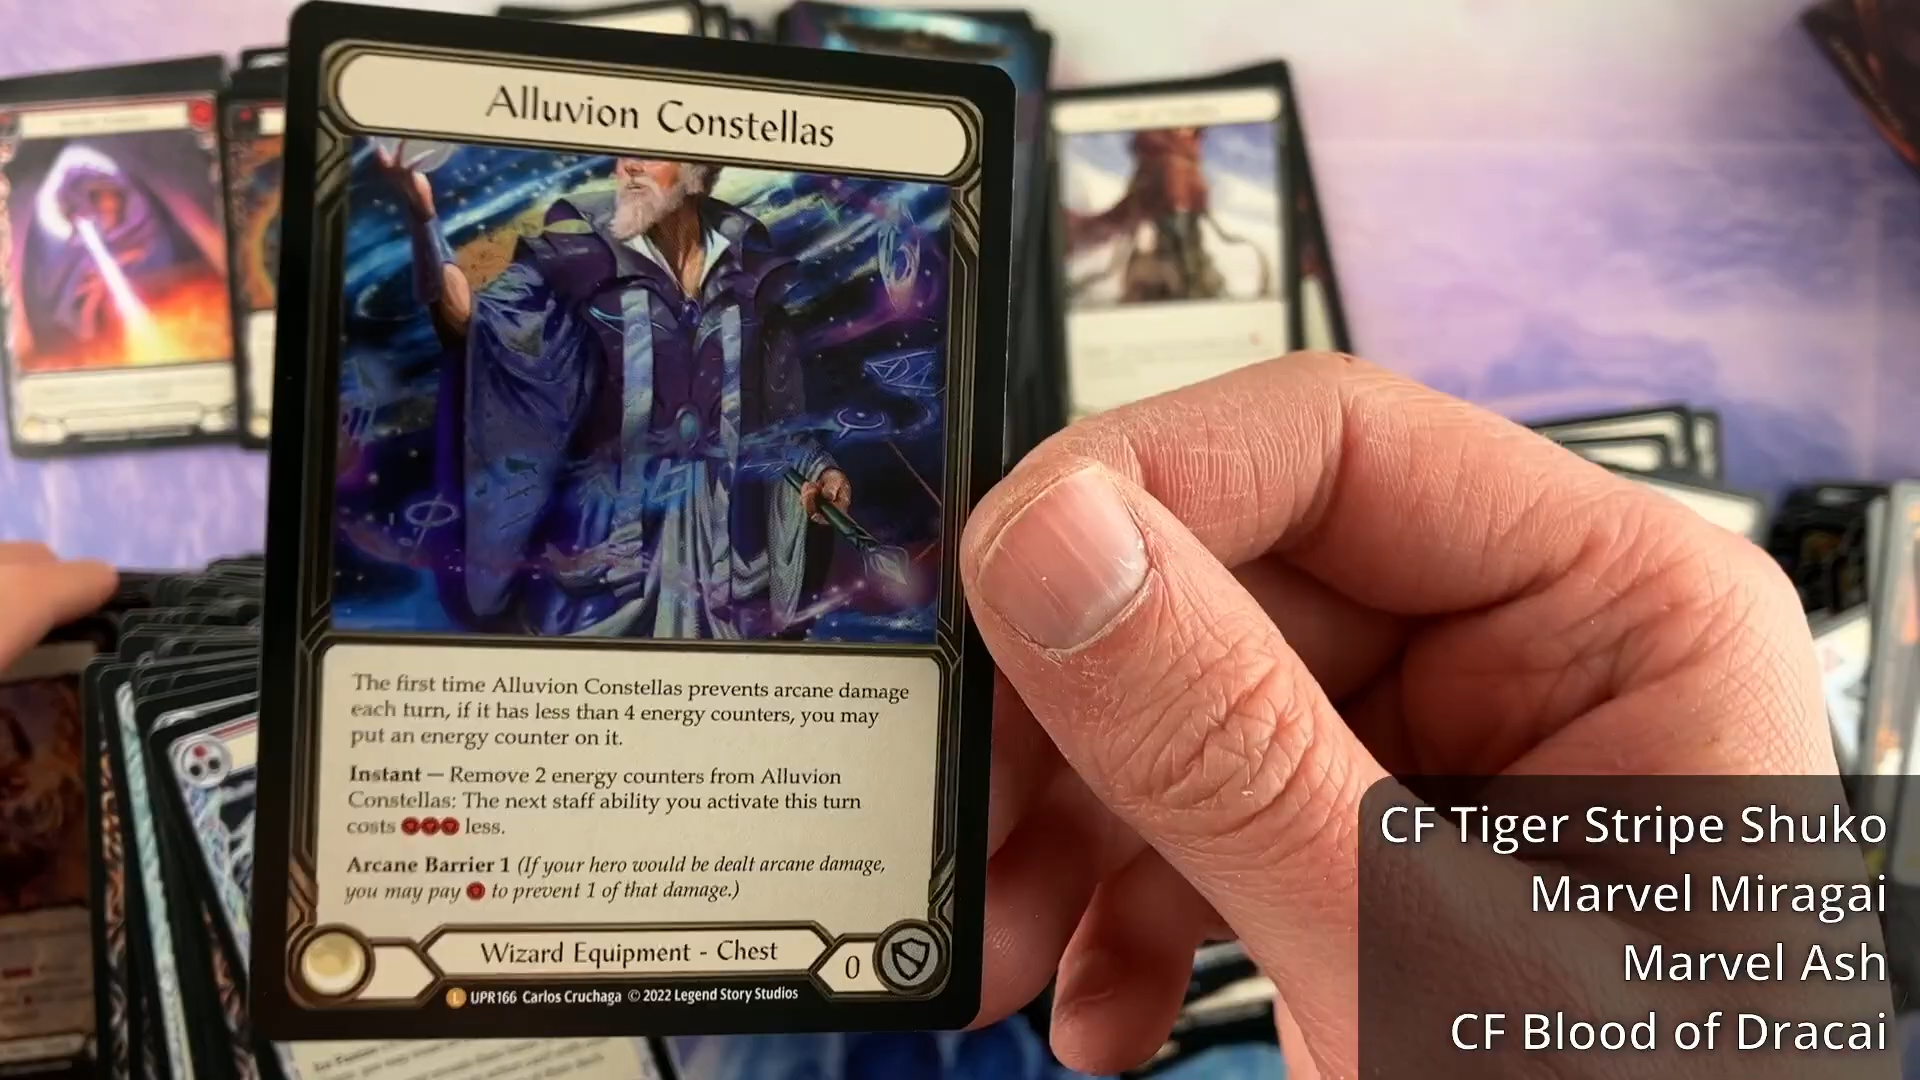 Alluvion Constellas
The first time Alluvion Constellas prevents arcane damage
each turn, if it has less than 4 energy counters, you may
put an energy counter on it.
Instant — Remove 2 energy counters from Alluvion
Constellas: The next staff ability you activate this turn
costs less.
Arcane Barrier 1 (If your hero would be dealt arcane damage,
you may pay to prevent 1 of that damage.)
Wizard Equipment - Chest
0
L UPR166 Carlos Cruchaga © 2022 Legend Story Studios
CF Tiger Stripe Shuko
Marvel Miragai
Marvel Ash
CF Blood of Dracai